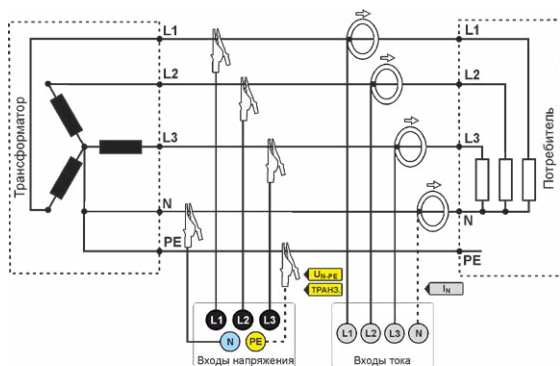 L1
L1
L2
L2
L3
L3
N
N
PE
PE
Трансформатор
Потребитель
UN-PE
ТРАНЗ.
IN
L1 L2 L3
N PE
Входы напряжения
L1 L2 L3 N
Входы тока